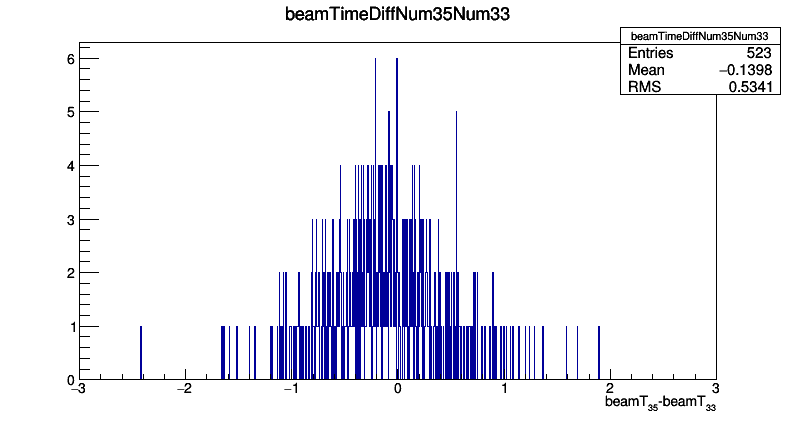 beamTimeDiffNum35Num33
beamTimeDiffNum35Num33
Entries 523
Mean −0.1398
RMS 0.5341
6
5
4
3
2
1
0
−3 −2 −1 0 1 2 3
beamT35-beamT33